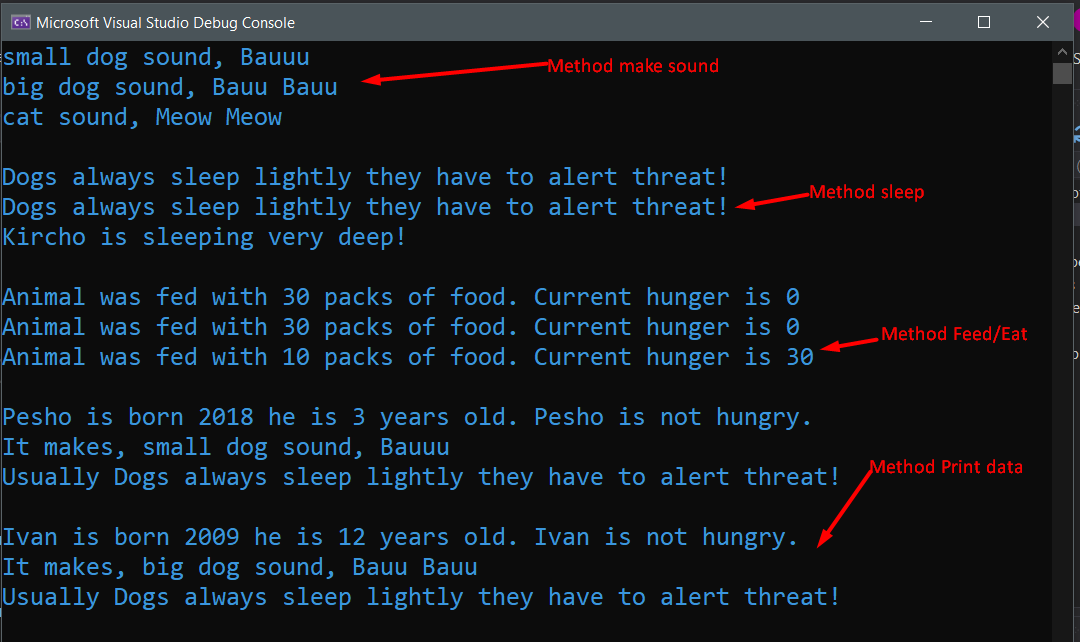 Microsoft Visual Studio Debug Console
small dog sound, Bauuu
Method make sound
big dog sound, Bauu Bauu
cat sound, Meow Meow
Dogs always sleep lightly they have to alert threat!
Method sleep
Dogs always sleep lightly they have to alert threat!
Kircho is sleeping very deep!
Animal was fed with 30 packs of food. Current hunger is 0
Animal was fed with 30 packs of food. Current hunger is 0
Method Feed/Eat
Animal was fed with 10 packs of food. Current hunger is 30
Pesho is born 2018 he is 3 years old. Pesho is not hungry.
It makes, small dog sound, Bauuu
Method Print data
Usually Dogs always sleep lightly they have to alert threat!
Ivan is born 2009 he is 12 years old. Ivan is not hungry.
It makes, big dog sound, Bauu Bauu
Usually Dogs always sleep lightly they have to alert threat!